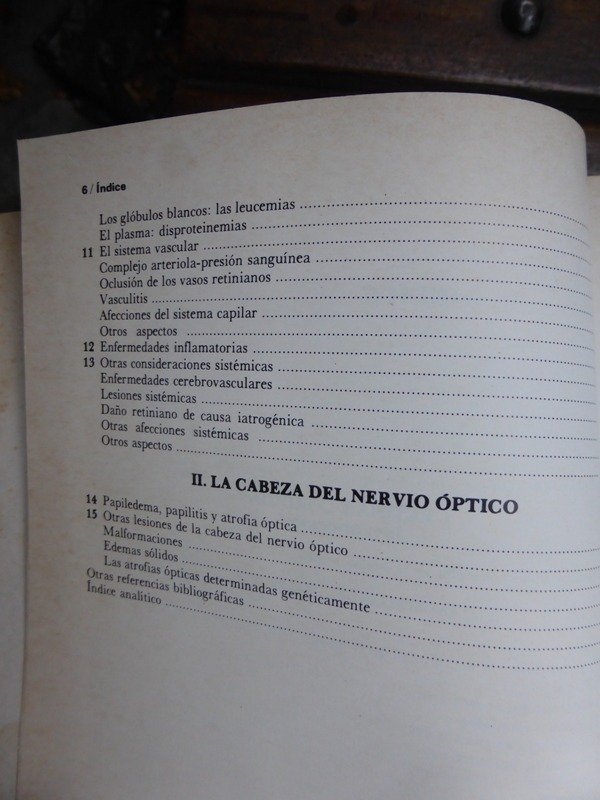 6 / Índice
Los glóbulos blancos: las leucemias
El plasma: disproteinemias
11 El sistema vascular
Complejo arteriola-presión sanguínea
Oclusión de los vasos retinianos
Vasculitis
Afecciones del sistema capilar
Otros aspectos
12 Enfermedades inflamatorias
13 Otras consideraciones sistémicas
Enfermedades cerebrovasculares
Lesiones sistémicas
Daño retiniano de causa iatrogénica
Otras afecciones sistémicas
Otros aspectos
II. LA CABEZA DEL NERVIO ÓPTICO
14 Papiledema, papilitis y atrofia óptica
15 Otras lesiones de la cabeza del nervio óptico
Malformaciones
Edemas sólidos
Las atrofias ópticas determinadas genéticamente
Otras referencias bibliográficas
Índice analítico